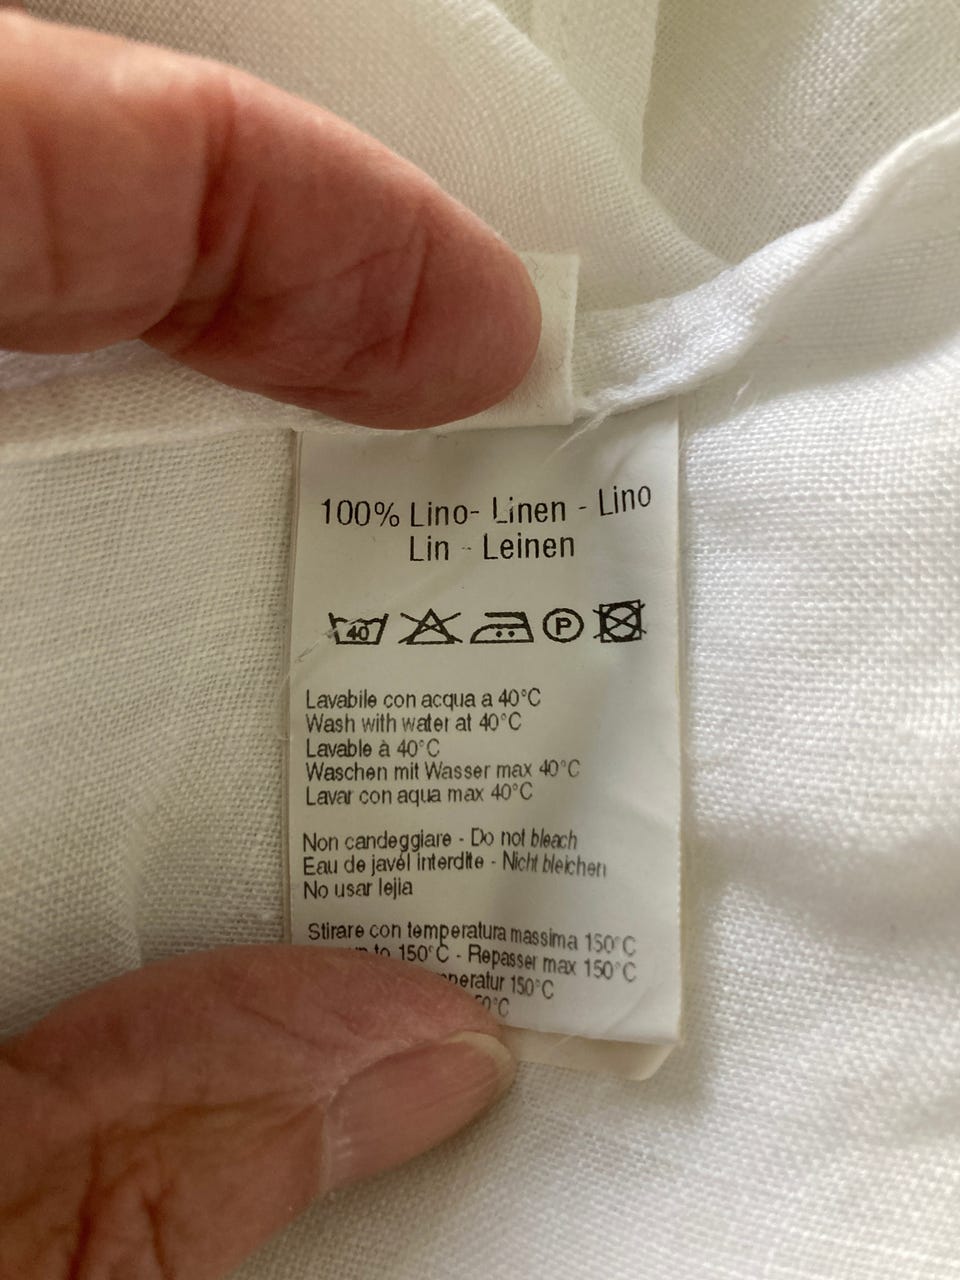 100% Lino- Linen - Lino
Lin - Leinen
40 P
Lavabile con acqua a 40°C
Wash with water at 40°C
Lavable à 40°C
Waschen mit Wasser max 40°C
Lavar con aqua max 40°C
Non candeggiare - Do not bleach
Eau de javél interdite - Nicht bleichen
No usar lejia
Stirare con temperatura massima 150°C
to 150°C - Repasser max 150°C
150°C